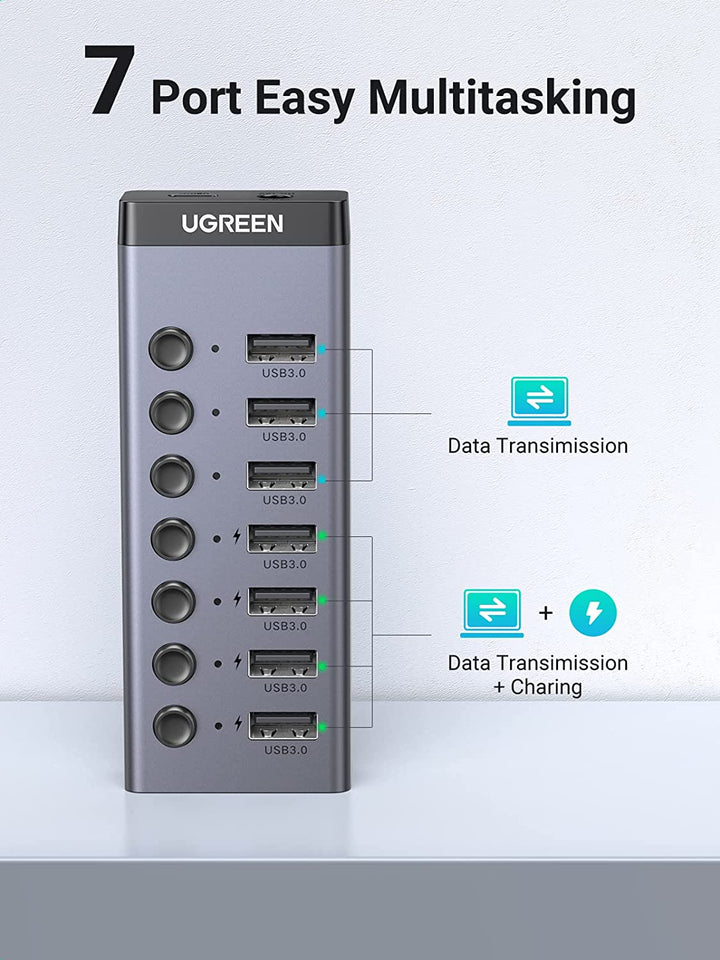 7 Port Easy Multitasking
UGREEN
USB3.0
USB3.0
USB3.0
USB3.0
USB3.0
USB3.0
USB3.0
Data Transimission
Data Transimission
+ Charing